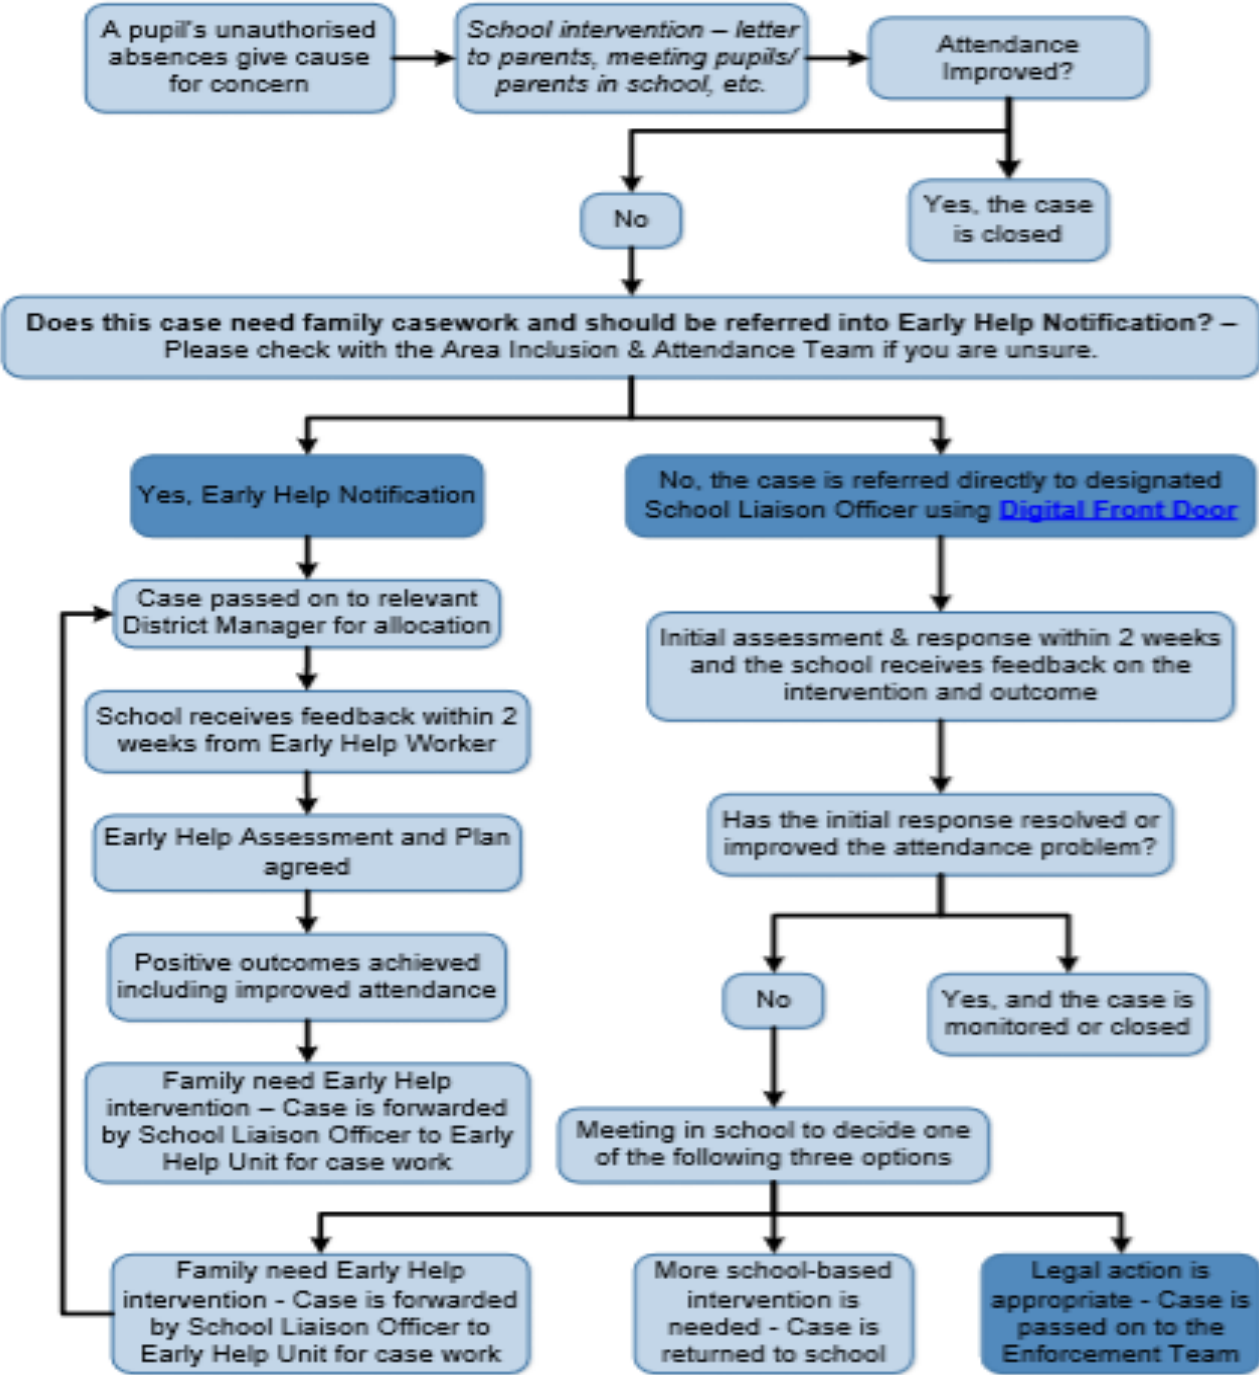 A pupil's unauthorised
absences give cause
for concern
School intervention – letter
to parents, meeting pupils/
parents in school, etc.
Attendance
Improved?
No
Yes, the case
is closed
Does this case need family casework and should be referred into Early Help Notification? –
Please check with the Area Inclusion & Attendance Team if you are unsure.
Yes, Early Help Notification
Case passed on to relevant
District Manager for allocation
School receives feedback within 2
weeks from Early Help Worker
Early Help Assessment and Plan
agreed
Positive outcomes achieved
including improved attendance
Family need Early Help
intervention – Case is forwarded
by School Liaison Officer to Early
Help Unit for case work
No, the case is referred directly to designated
School Liaison Officer using Digital Front Door
Initial assessment & response within 2 weeks
and the school receives feedback on the
intervention and outcome
Has the initial response resolved or
improved the attendance problem?
No
Yes, and the case is
monitored or closed
Meeting in school to decide one
of the following three options
Family need Early Help
intervention - Case is forwarded
by School Liaison Officer to
Early Help Unit for case work
More school-based
intervention is
needed - Case is
returned to school
Legal action is
appropriate - Case is
passed on to the
Enforcement Team